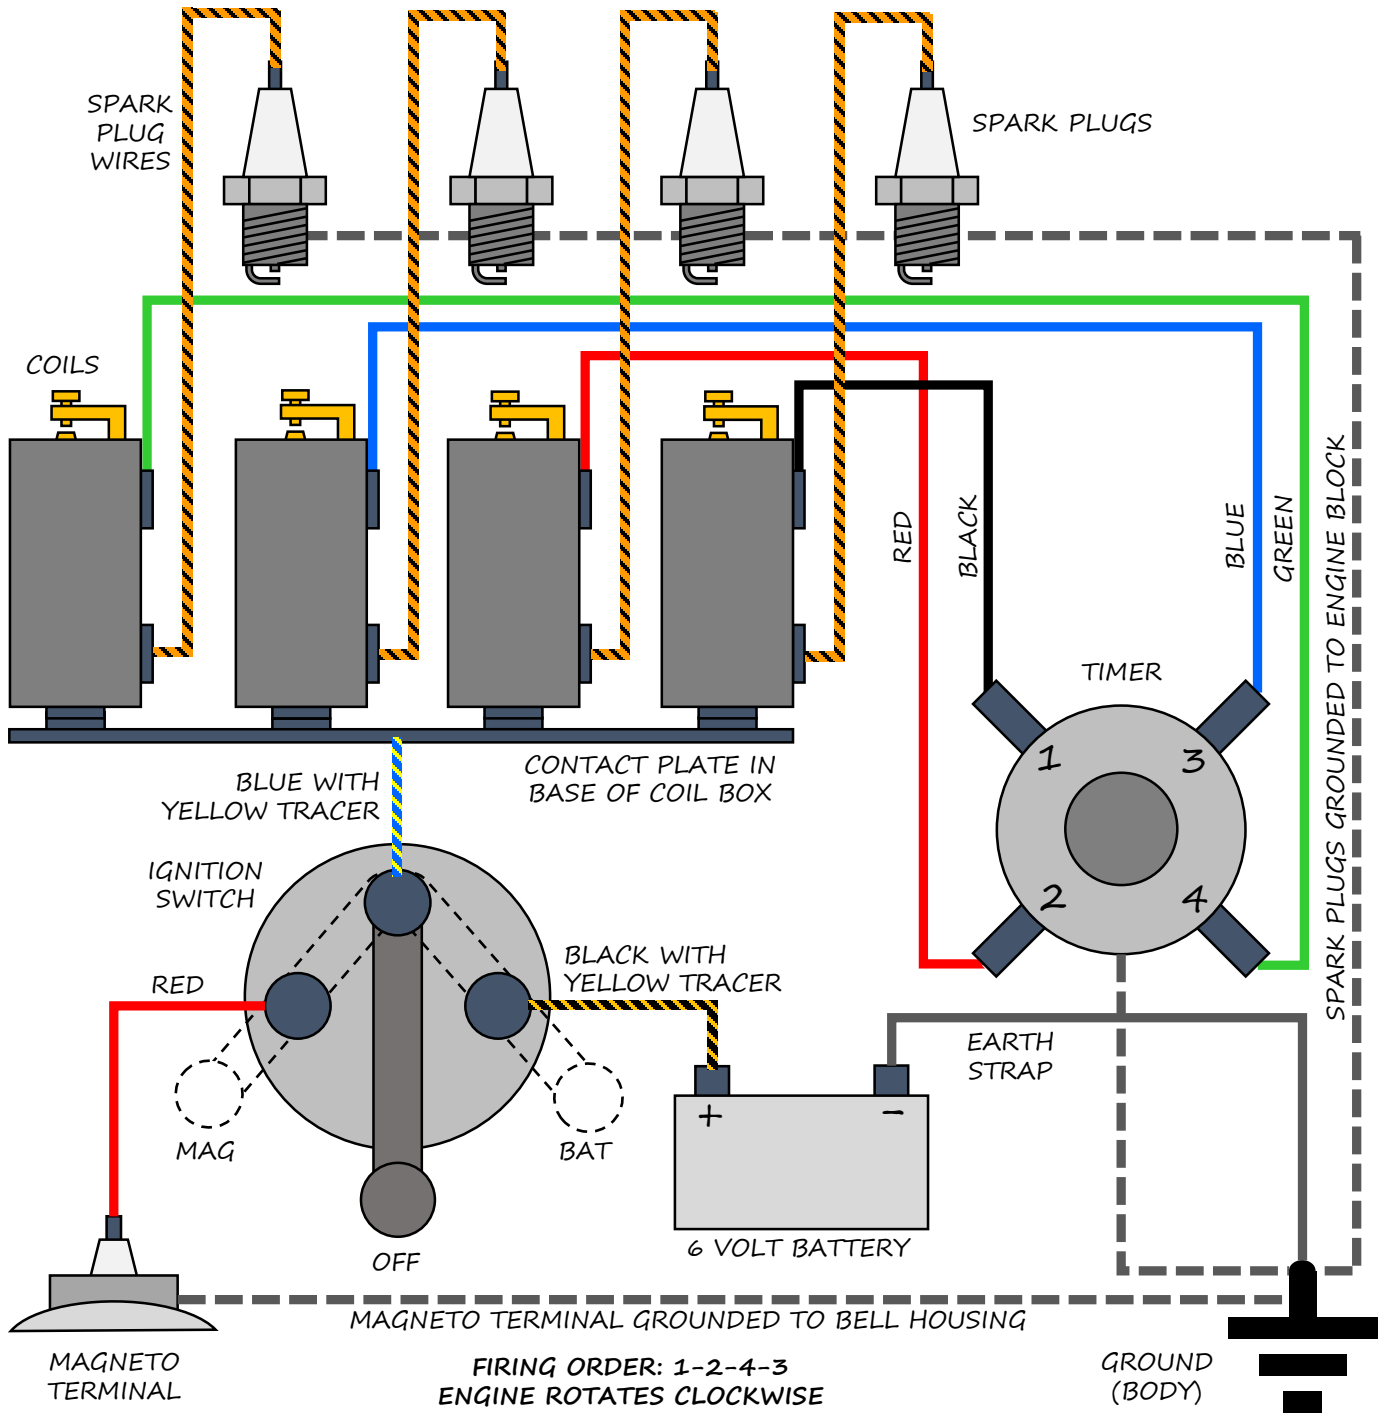 SPARK
PLUG
WIRES
SPARK PLUGS
COILS
RED
BLACK
BLUE
GREEN
SPARK PLUGS GROUNDED TO ENGINE BLOCK
TIMER
1
3
2
4
CONTACT PLATE IN
BASE OF COIL BOX
BLUE WITH
YELLOW TRACER
IGNITION
SWITCH
BLACK WITH
YELLOW TRACER
RED
EARTH
STRAP
+
-
MAG
BAT
OFF
6 VOLT BATTERY
MAGNETO TERMINAL GROUNDED TO BELL HOUSING
MAGNETO
TERMINAL
FIRING ORDER: 1-2-4-3
ENGINE ROTATES CLOCKWISE
GROUND
(BODY)